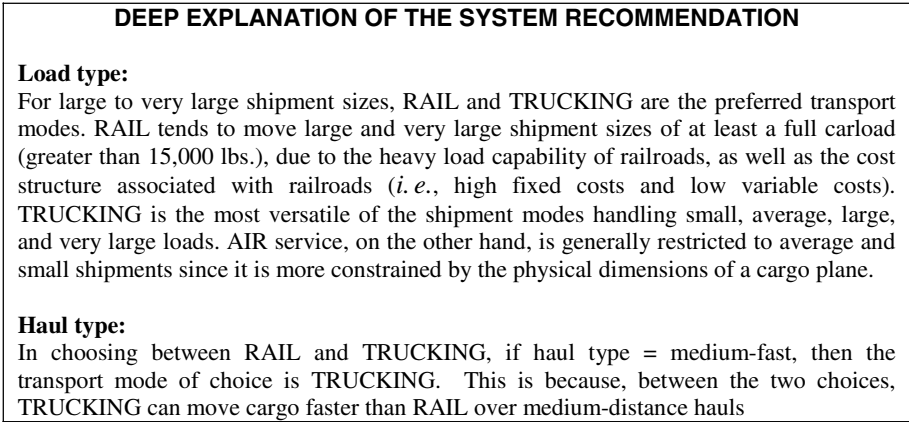 DEEP EXPLANATION OF THE SYSTEM RECOMMENDATION
Load type:
For large to very large shipment sizes, RAIL and TRUCKING are the preferred transport
modes. RAIL tends to move large and very large shipment sizes of at least a full carload
(greater than 15,000 lbs.), due to the heavy load capability of railroads, as well as the cost
structure associated with railroads (i. e., high fixed costs and low variable costs).
TRUCKING is the most versatile of the shipment modes handling small, average, large,
and very large loads. AIR service, on the other hand, is generally restricted to average and
small shipments since it is more constrained by the physical dimensions of a cargo plane.
Haul type:
In choosing between RAIL and TRUCKING, if haul type = medium-fast, then the
transport mode of choice is TRUCKING. This is because, between the two choices,
TRUCKING can move cargo faster than RAIL over medium-distance hauls